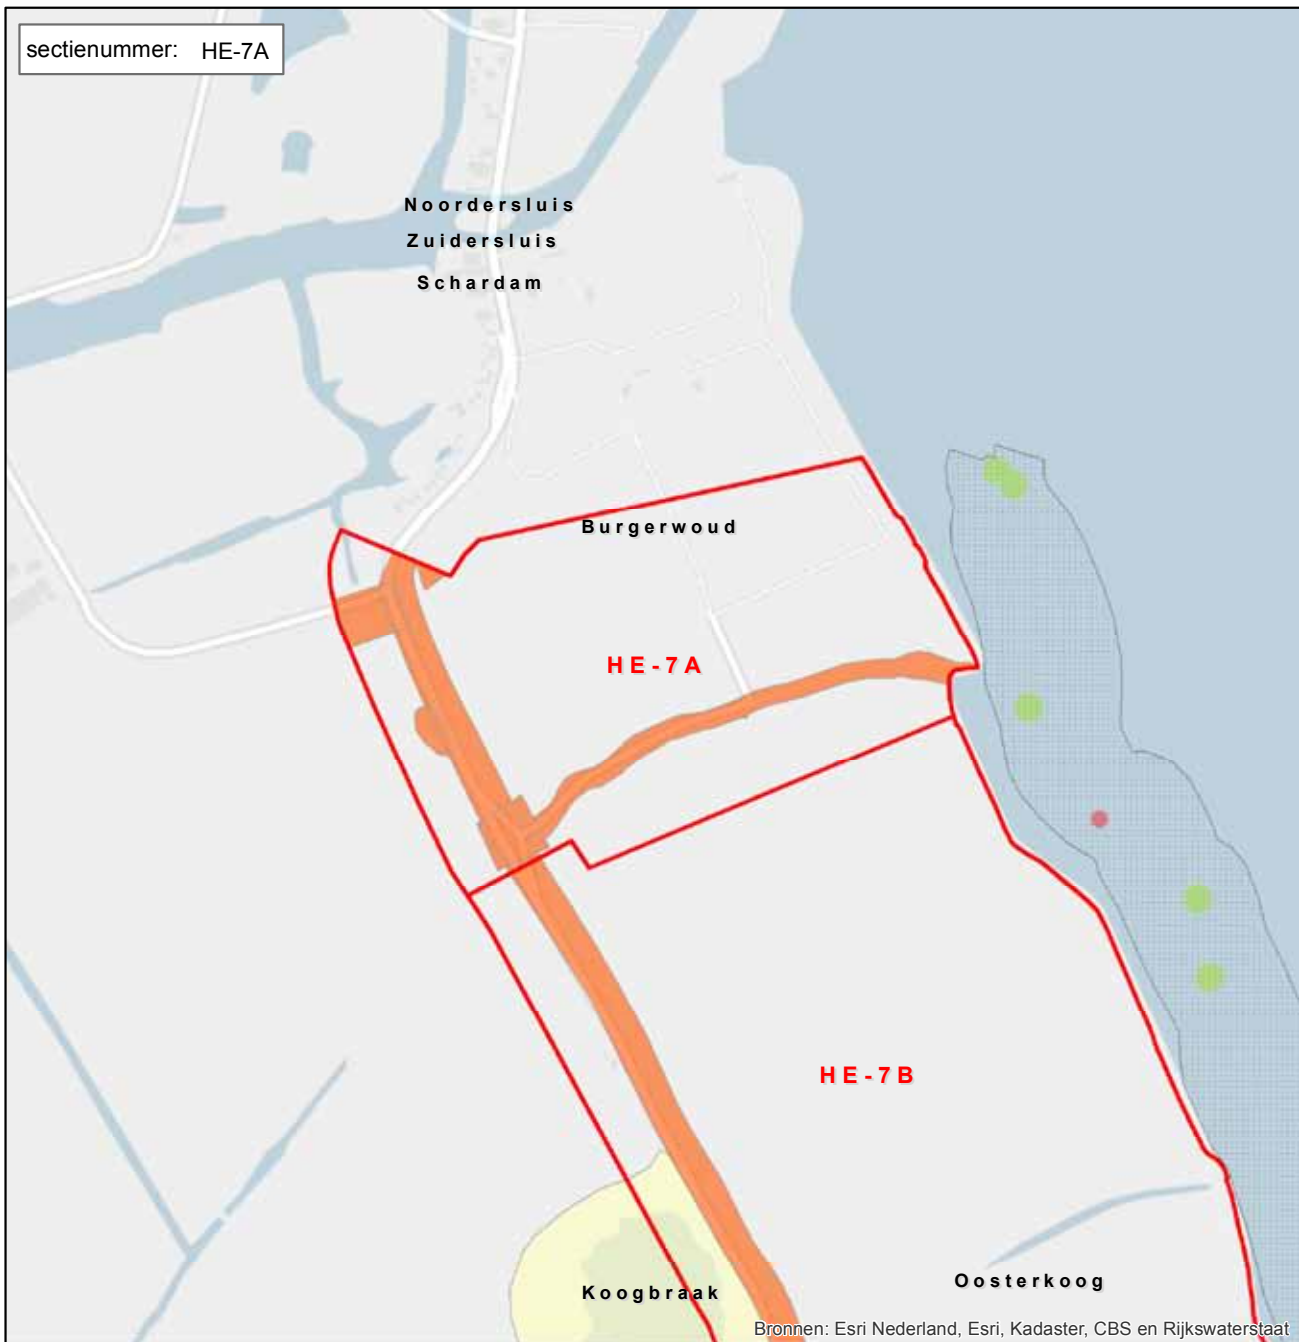 sectienummer: HE-7A
Noordersluis
Zuidersluis
Schardam
Burgerwoud
HE-7A
HE-7B
Oosterkoog
Koogbraak
Bronnen: Esri Nederland, Esri, Kadaster, CBS en Rijkswaterstaat